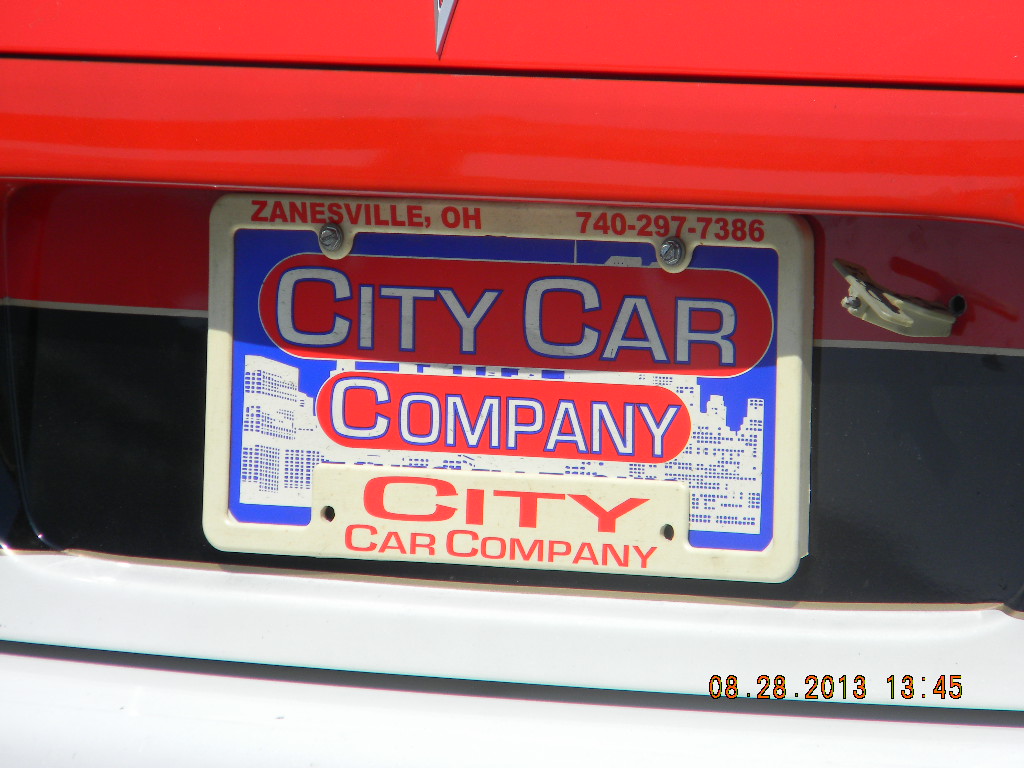 ZANESVILLE, OH 740-297-7386
CITY CAR
COMPANY
CITY
CAR COMPANY
08.28.2013 13:45